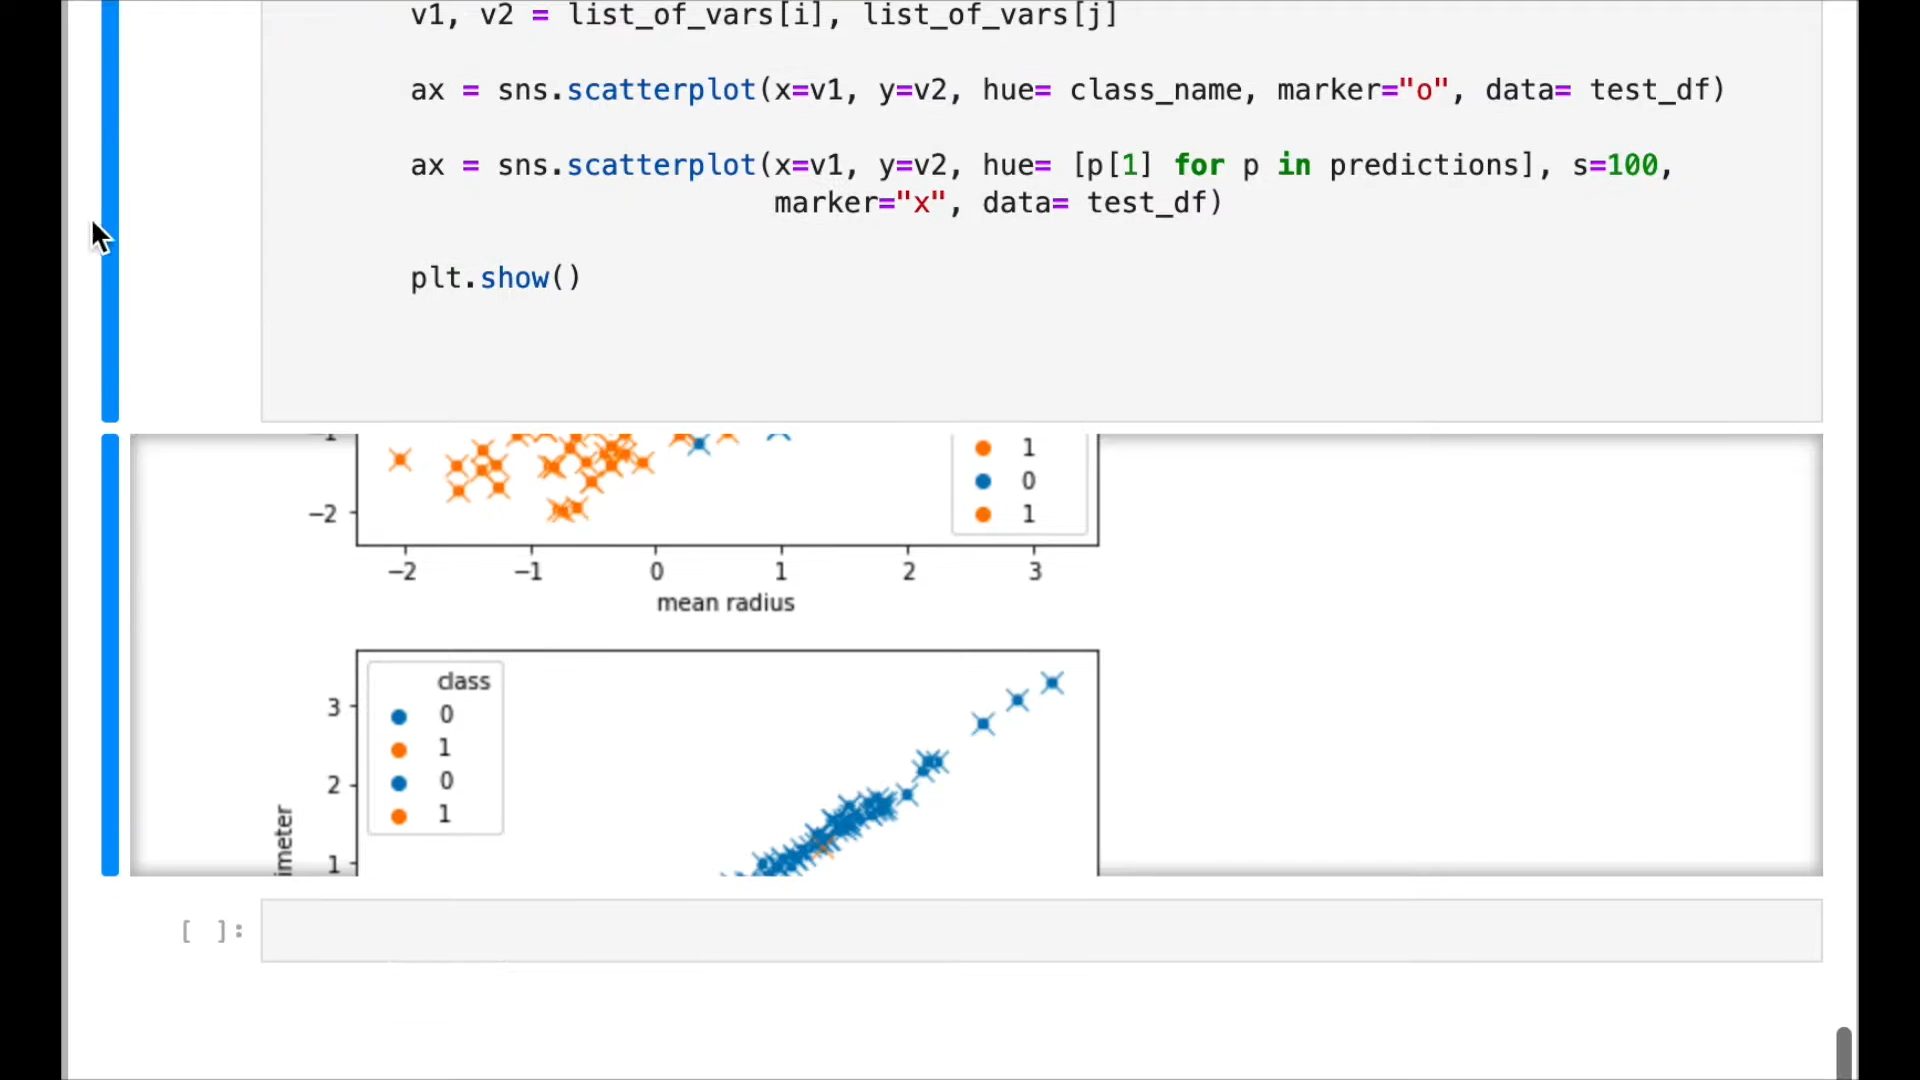 v1, v2 = list_of_vars[i], list_of_vars[j]
ax = sns.scatterplot(x=v1, y=v2, hue= class_name, marker="o", data= test_df)
ax = sns.scatterplot(x=v1, y=v2, hue= [p[1] for p in predictions], s=100,
marker="x", data= test_df)
plt.show()
1
0
−2
1
−2 −1 0 1 2 3
mean radius
class
3
0
1
2
0
1
1
[ ]: